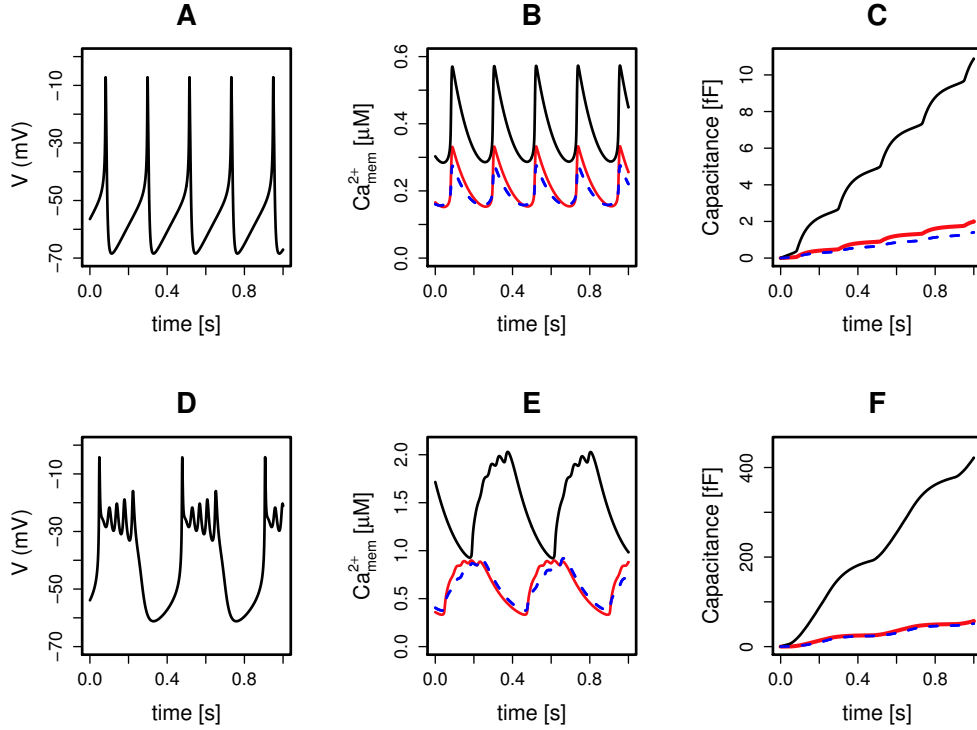 A
V (mV)
-10
-30
-50
-70
0.0
0.4
0.8
time [s]
B
Ca²⁺mem [μM]
0.6
0.4
0.2
0.0
0.0
0.4
0.8
time [s]
C
Capacitance [fF]
10
8
6
4
2
0
0.0
0.4
0.8
time [s]
D
V (mV)
-10
-30
-50
-70
0.0
0.4
0.8
time [s]
E
Ca²⁺mem [μM]
2.0
1.5
1.0
0.5
0.0
0.0
0.4
0.8
time [s]
F
Capacitance [fF]
400
200
0
0.0
0.4
0.8
time [s]